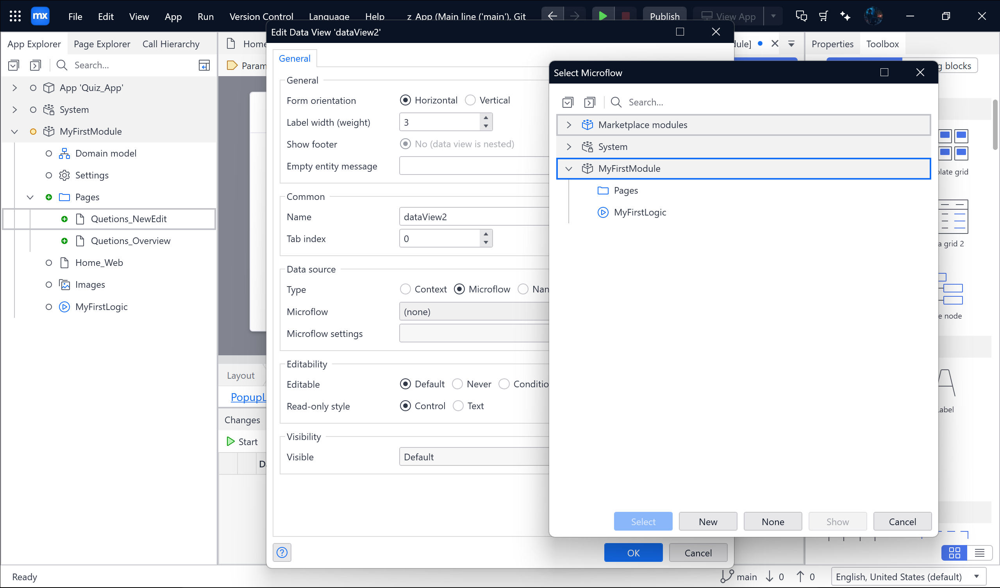 mx File Edit View App Run Version Control Language Help z_App (Main line ('main'), Git Publish View App
App Explorer Page Explorer Call Hierarchy
Search...
App 'Quiz_App'
System
MyFirstModule
Domain model
Settings
Pages
Quetions_NewEdit
Quetions_Overview
Home_Web
Images
MyFirstLogic
Home
Param
Layout
PopupL
Changes
Start
D
Edit Data View 'dataView2'
General
General
Form orientation Horizontal Vertical
Label width (weight) 3
Show footer No (data view is nested)
Empty entity message
Common
Name dataView2
Tab index 0
Data source
Type Context Microflow Nan
Microflow (none)
Microflow settings
Editability
Editable Default Never Conditio
Read-only style Control Text
Visibility
Visible Default
OK Cancel
Select Microflow
Search...
Marketplace modules
System
MyFirstModule
Pages
MyFirstLogic
Select New None Show Cancel
dule]
Properties Toolbox
g blocks
plate grid
a grid 2
e node
Label
Ready main 0 0 English, United States (default)